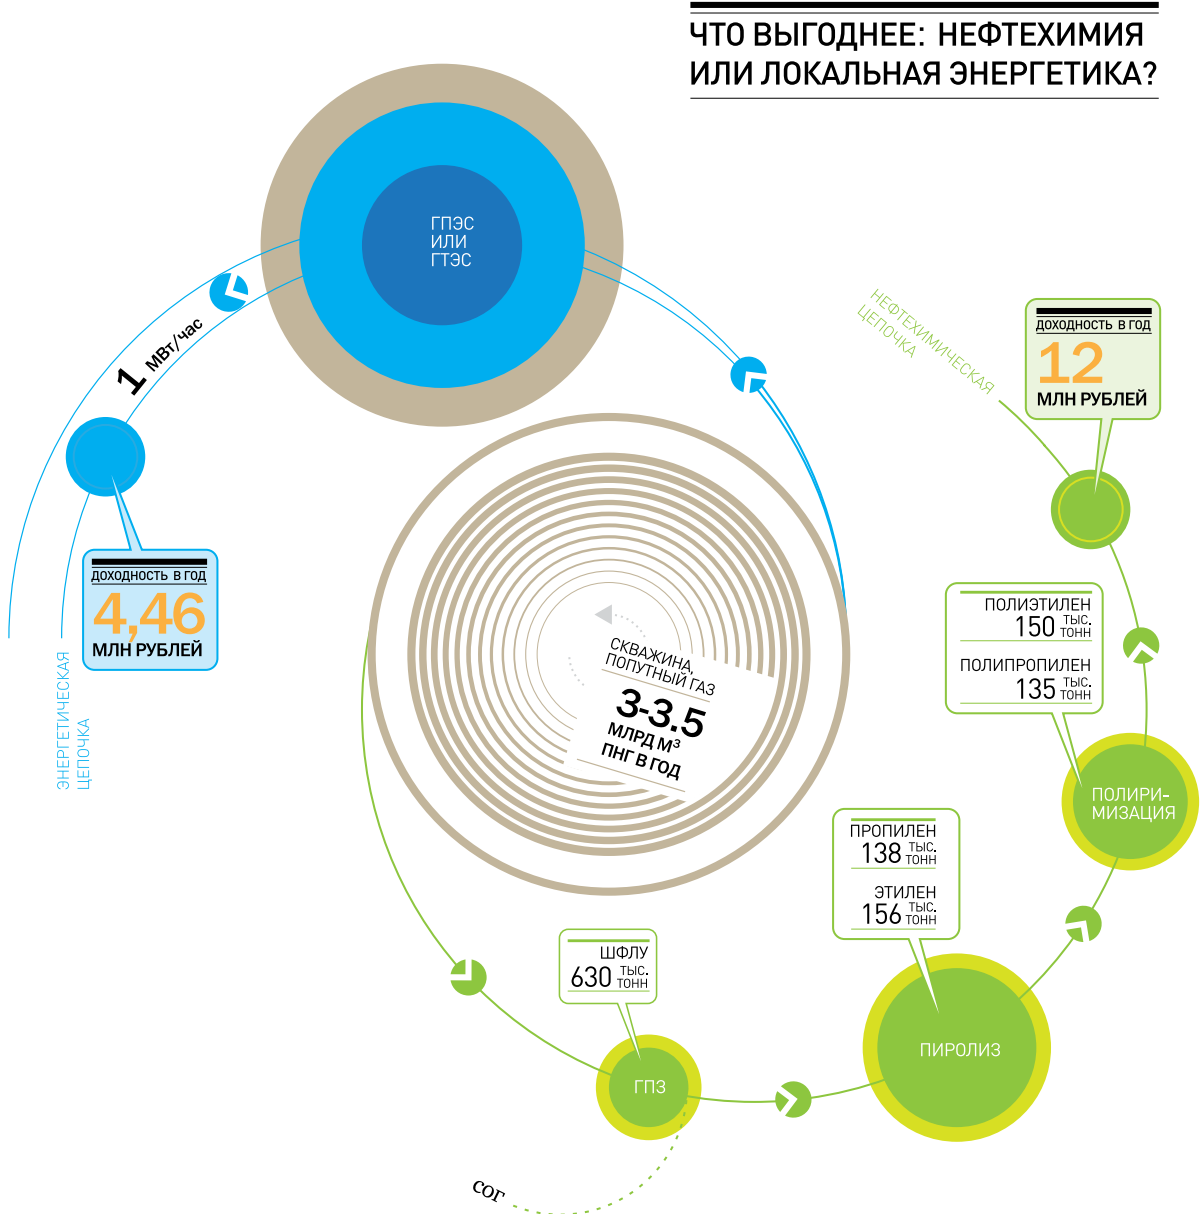 ЧТО ВЫГОДНЕЕ: НЕФТЕХИМИЯ
ИЛИ ЛОКАЛЬНАЯ ЭНЕРГЕТИКА?
ГПЭС
ИЛИ
ГТЭС
1 МВт/час
ДОХОДНОСТЬ В ГОД
4,46
МЛН РУБЛЕЙ
ЭНЕРГЕТИЧЕСКАЯ
ЦЕПОЧКА
СКВАЖИНА,
ПОПУТНЫЙ ГАЗ
3-3.5
МЛРД М³
ПНГ В ГОД
НЕФТЕХИМИЧЕСКАЯ
ЦЕПОЧКА
ДОХОДНОСТЬ В ГОД
12
МЛН РУБЛЕЙ
ПОЛИЭТИЛЕН
150 ТЫС.
ТОНН
ПОЛИПРОПИЛЕН
135 ТЫС.
ТОНН
ПОЛИРИ-
МИЗАЦИЯ
ПРОПИЛЕН
138 ТЫС.
ТОНН
ЭТИЛЕН
156 ТЫС.
ТОНН
ПИРОЛИЗ
ШФЛУ
630 ТЫС.
ТОНН
ГПЗ
СОГ